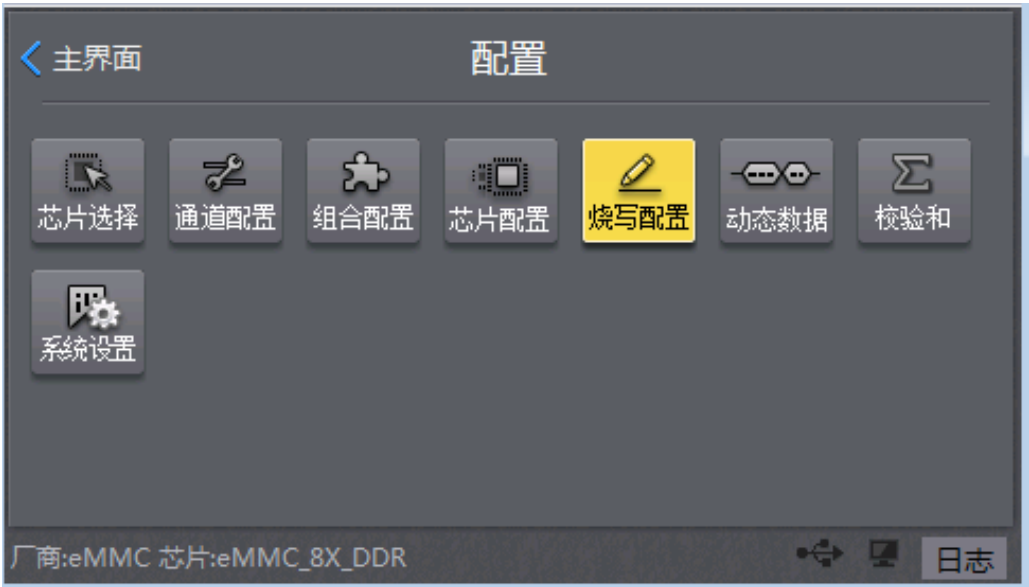 主界面
配置
芯片选择 通道配置 组合配置 芯片配置 烧写配置 动态数据 校验和
系统设置
厂商:eMMC 芯片:eMMC_8X_DDR
日志